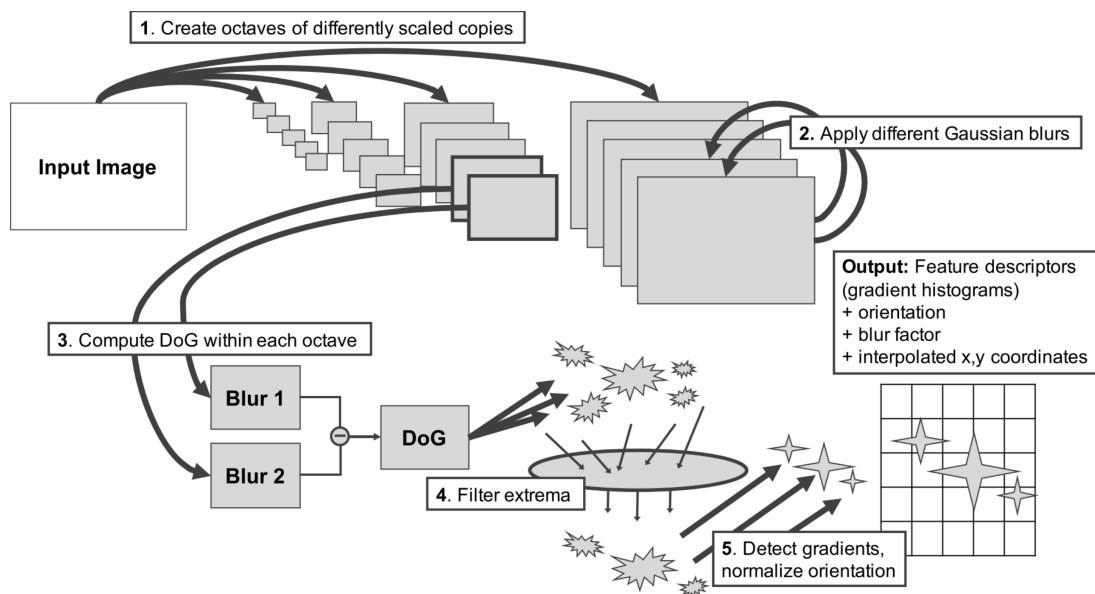 1. Create octaves of differently scaled copies
Input Image
2. Apply different Gaussian blurs
Output: Feature descriptors
(gradient histograms)
+ orientation
+ blur factor
+ interpolated x,y coordinates
3. Compute DoG within each octave
Blur 1
Blur 2
DoG
4. Filter extrema
5. Detect gradients,
normalize orientation